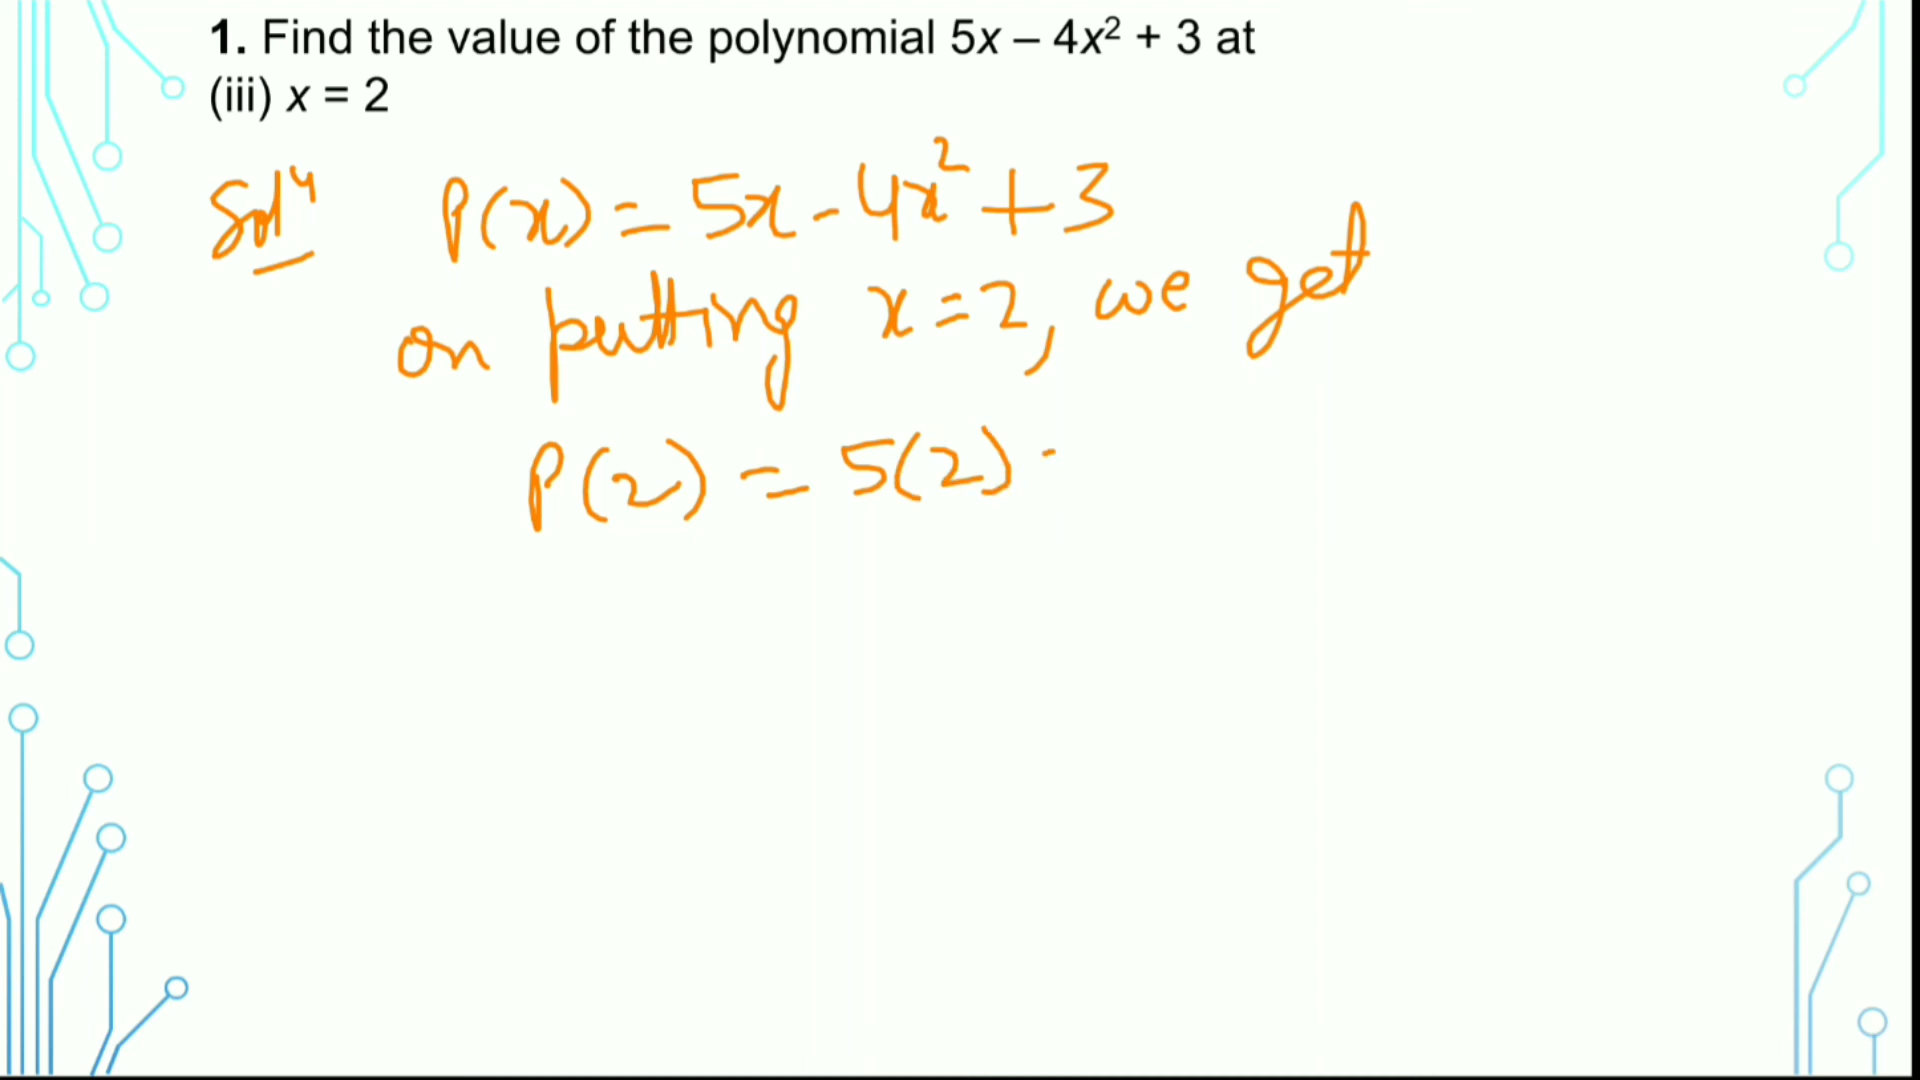 1. Find the value of the polynomial 5x – 4x² + 3 at
(iii) x = 2
Solⁿ P(x) = 5x - 4x² + 3
on putting x = 2, we get
P(2) = 5(2) -